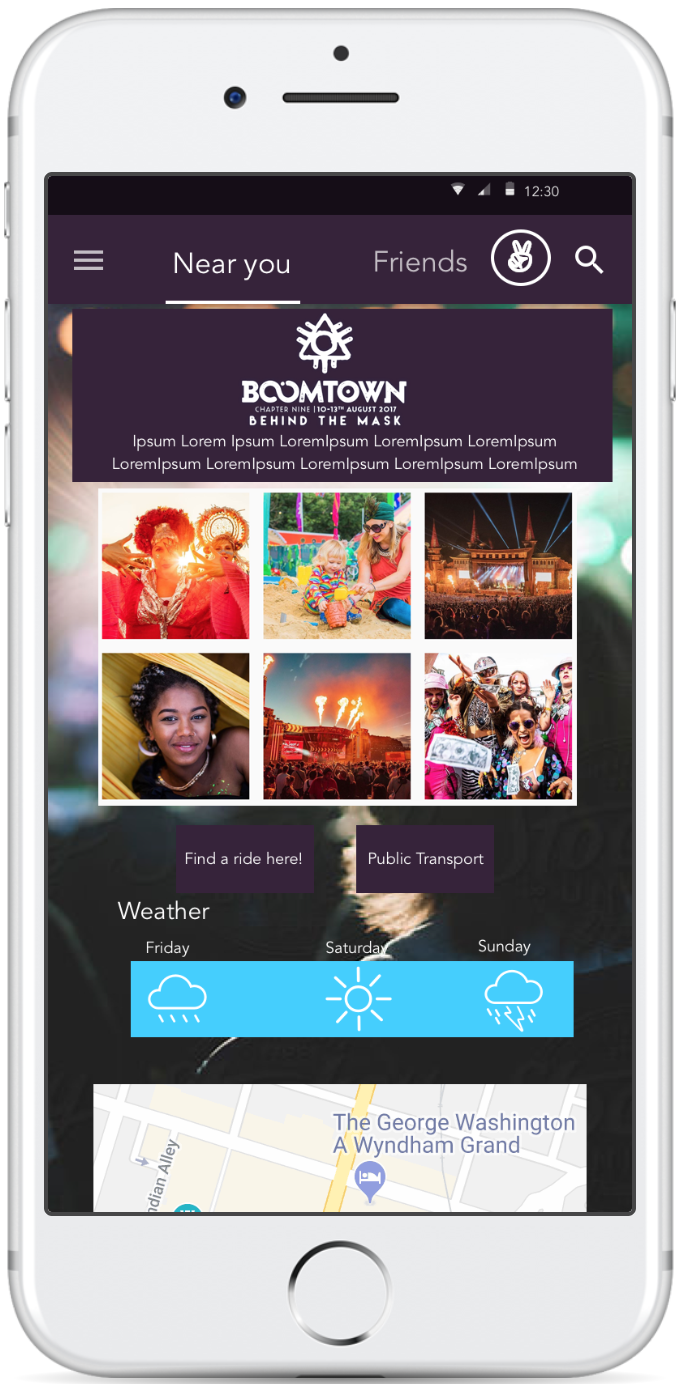 12:30
Near you
Friends
BOOMTOWN
CHAPTER NINE | 10-13TH AUGUST 2017
BEHIND THE MASK
Ipsum Lorem Ipsum LoremIpsum LoremIpsum LoremIpsum
LoremIpsum LoremIpsum LoremIpsum LoremIpsum LoremIpsum
Find a ride here!
Public Transport
Weather
Friday
Saturday
Sunday
The George Washington
A Wyndham Grand
ndian Alley